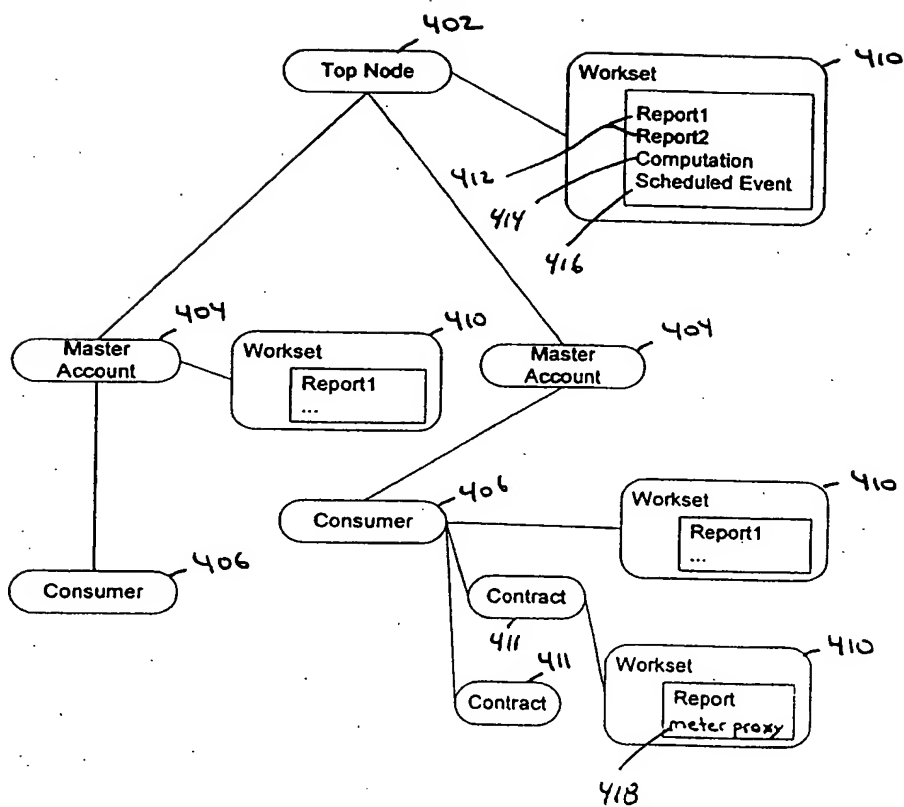 402
Top Node
410
Workset
Report1
Report2
412
Computation
414
Scheduled Event
416
404
Master
Account
410
Workset
Report1
...
404
Master
Account
406
Consumer
410
Workset
Report1
...
406
Consumer
Contract
411
411
Contract
410
Workset
Report
meter proxy
418